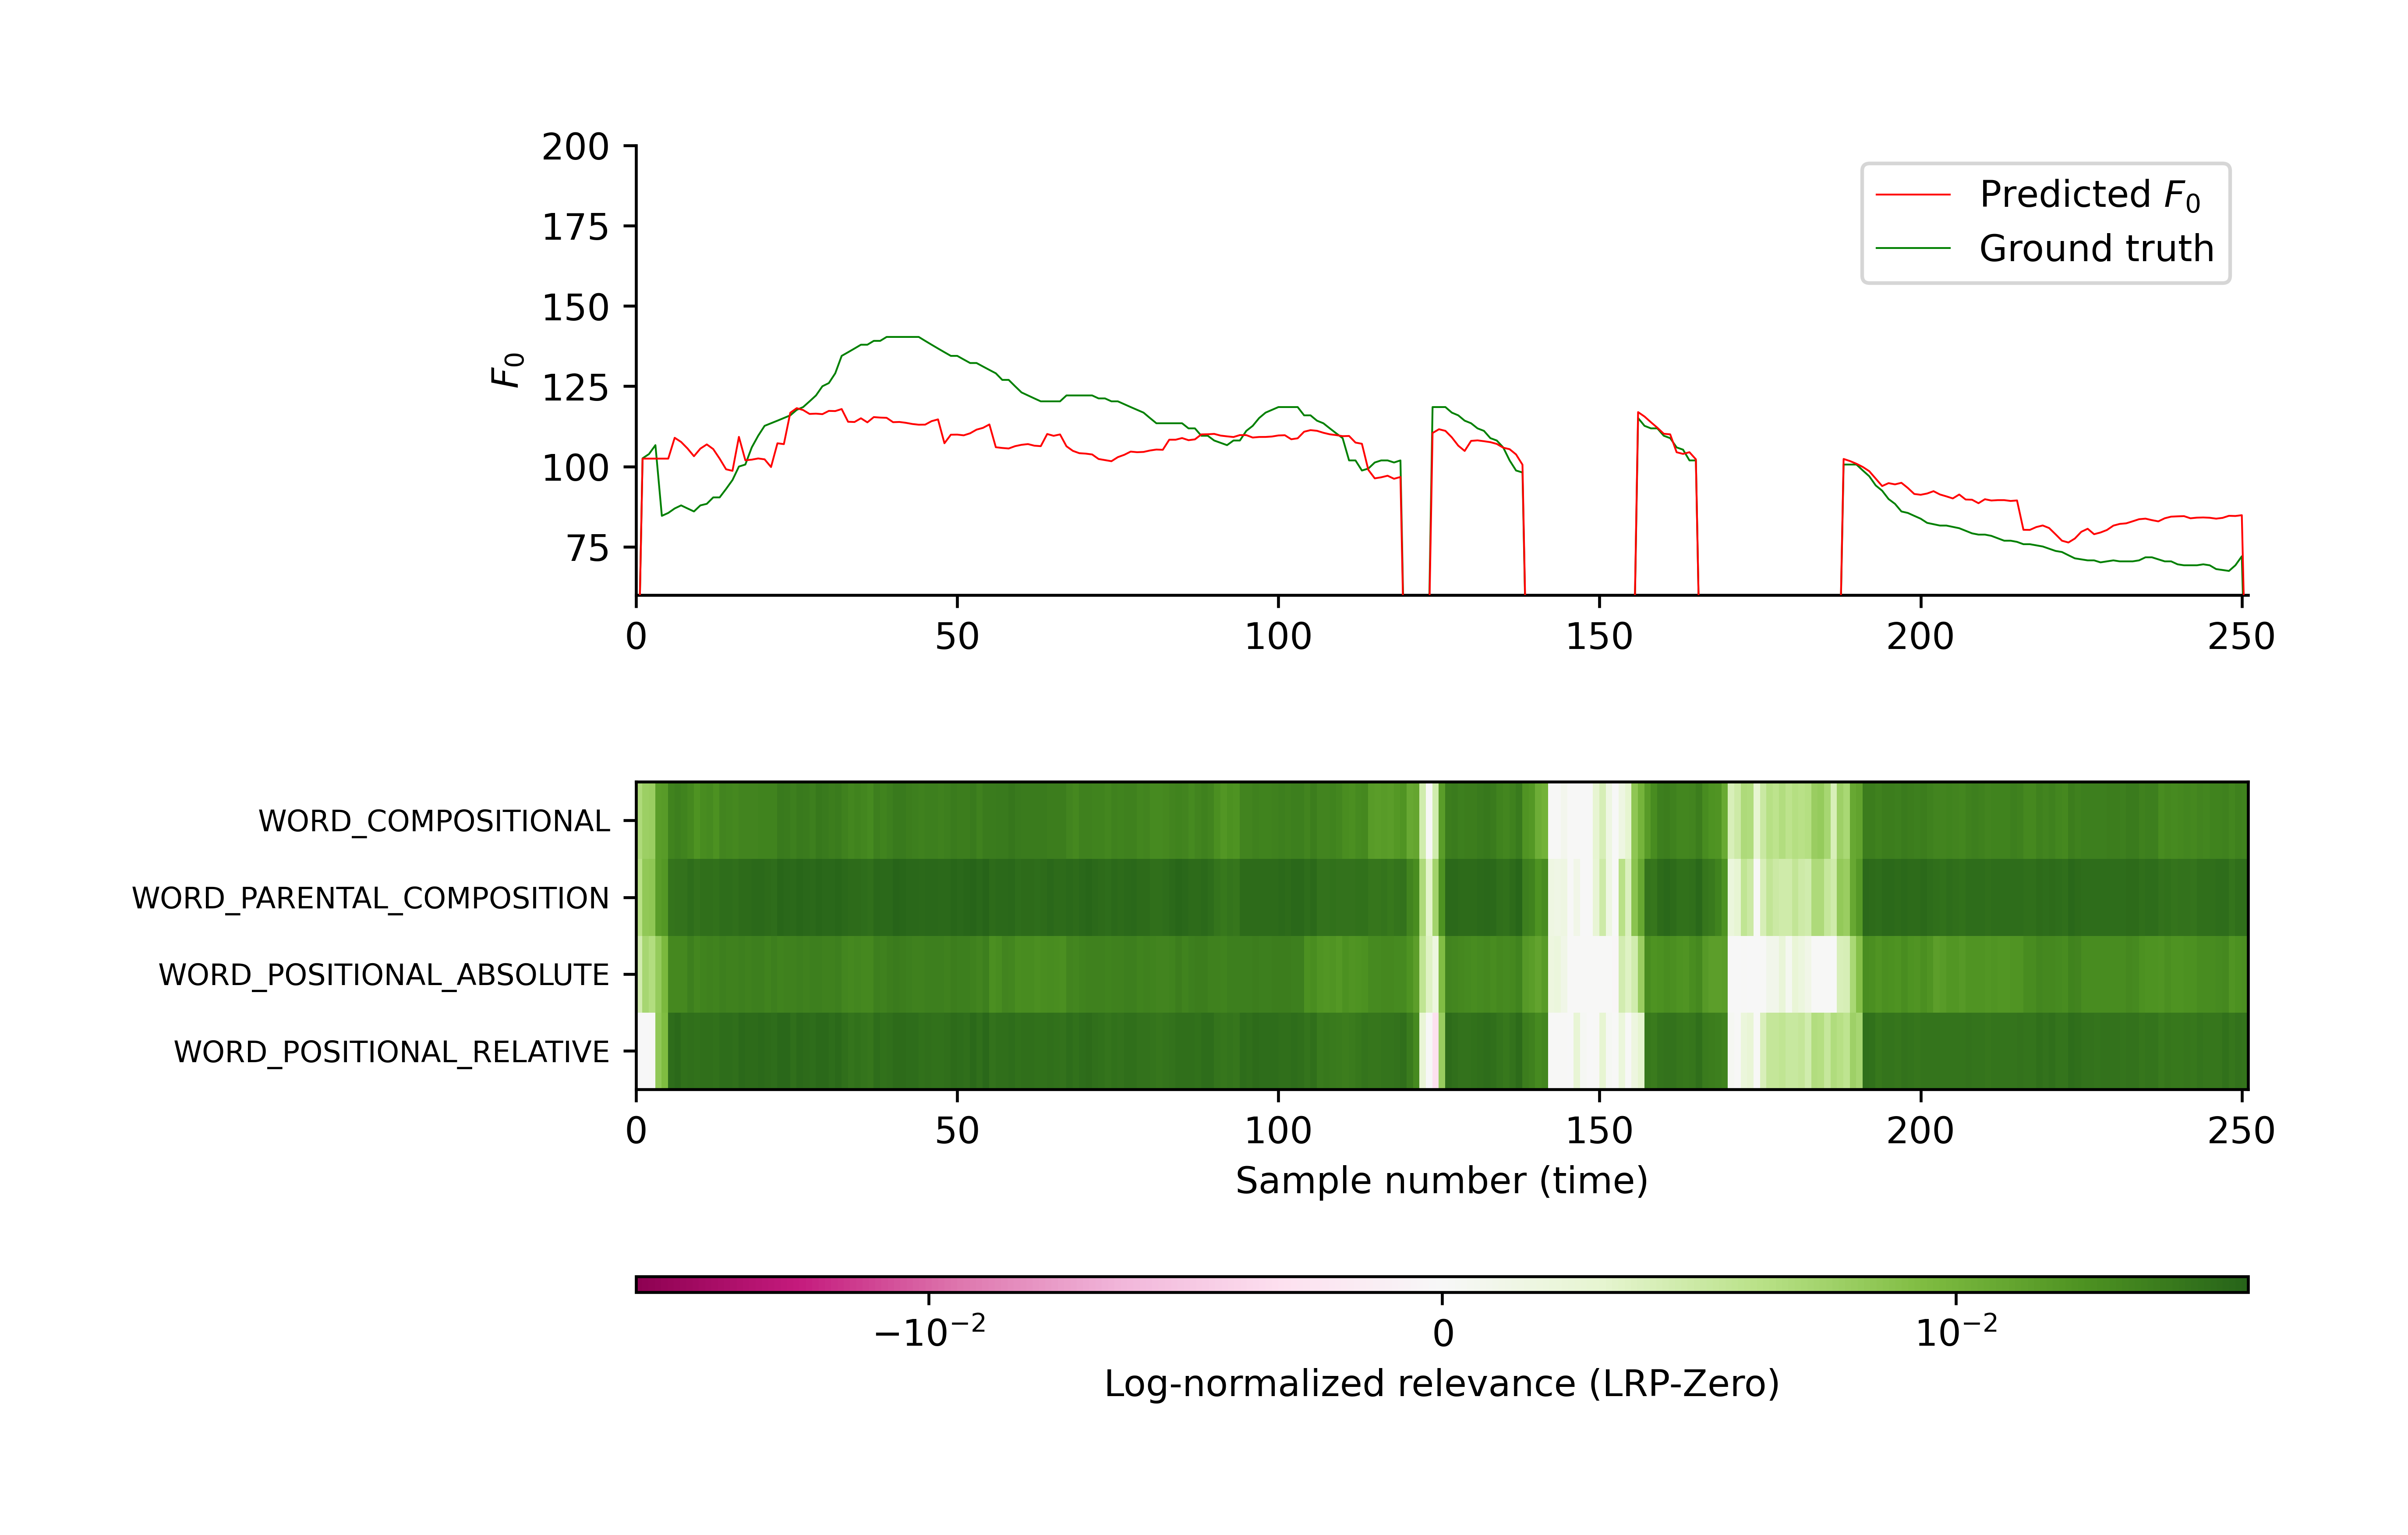 200
175
150
125
100
75
F₀
Predicted F₀
Ground truth
0 50 100 150 200 250
WORD_COMPOSITIONAL
WORD_PARENTAL_COMPOSITION
WORD_POSITIONAL_ABSOLUTE
WORD_POSITIONAL_RELATIVE
0 50 100 150 200 250
Sample number (time)
−10⁻² 0 10⁻²
Log-normalized relevance (LRP-Zero)